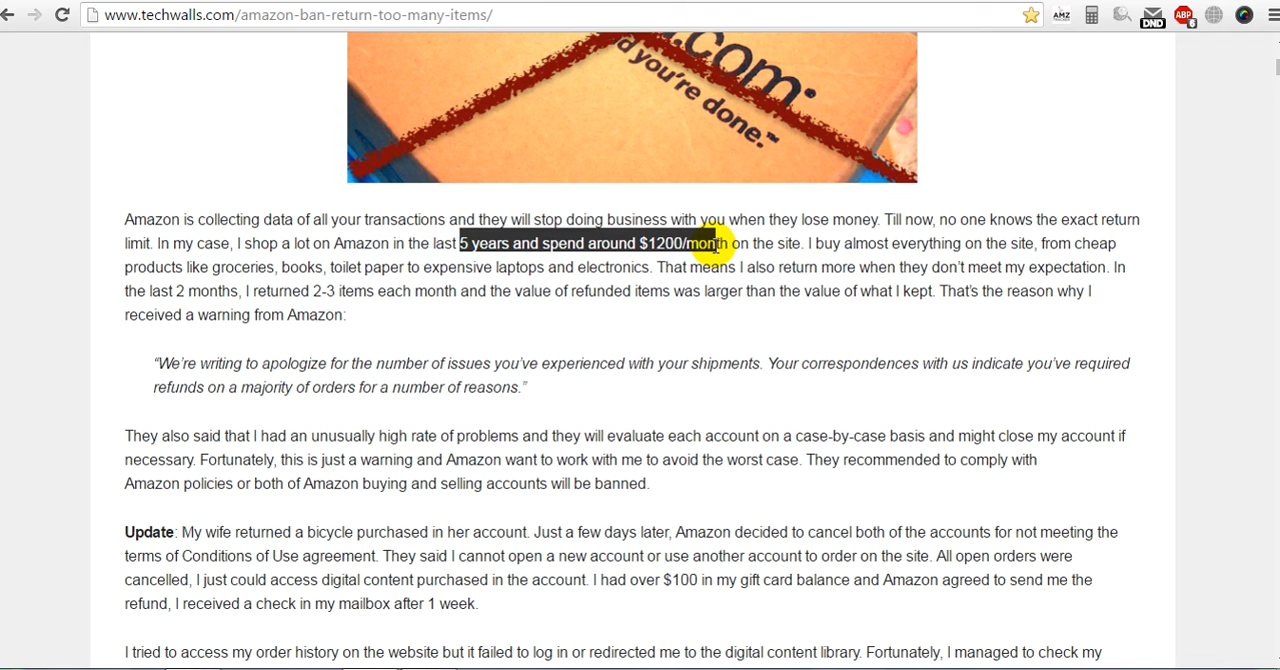 www.techwalls.com/amazon-ban-return-too-many-items/
AMZ
DND
ABP
6
.com
d you're done.™
Amazon is collecting data of all your transactions and they will stop doing business with you when they lose money. Till now, no one knows the exact return
limit. In my case, I shop a lot on Amazon in the last 5 years and spend around $1200/month on the site. I buy almost everything on the site, from cheap
products like groceries, books, toilet paper to expensive laptops and electronics. That means I also return more when they don't meet my expectation. In
the last 2 months, I returned 2-3 items each month and the value of refunded items was larger than the value of what I kept. That's the reason why I
received a warning from Amazon:
“We're writing to apologize for the number of issues you've experienced with your shipments. Your correspondences with us indicate you've required
refunds on a majority of orders for a number of reasons.”
They also said that I had an unusually high rate of problems and they will evaluate each account on a case-by-case basis and might close my account if
necessary. Fortunately, this is just a warning and Amazon want to work with me to avoid the worst case. They recommended to comply with
Amazon policies or both of Amazon buying and selling accounts will be banned.
Update: My wife returned a bicycle purchased in her account. Just a few days later, Amazon decided to cancel both of the accounts for not meeting the
terms of Conditions of Use agreement. They said I cannot open a new account or use another account to order on the site. All open orders were
cancelled, I just could access digital content purchased in the account. I had over $100 in my gift card balance and Amazon agreed to send me the
refund, I received a check in my mailbox after 1 week.
I tried to access my order history on the website but it failed to log in or redirected me to the digital content library. Fortunately, I managed to check my